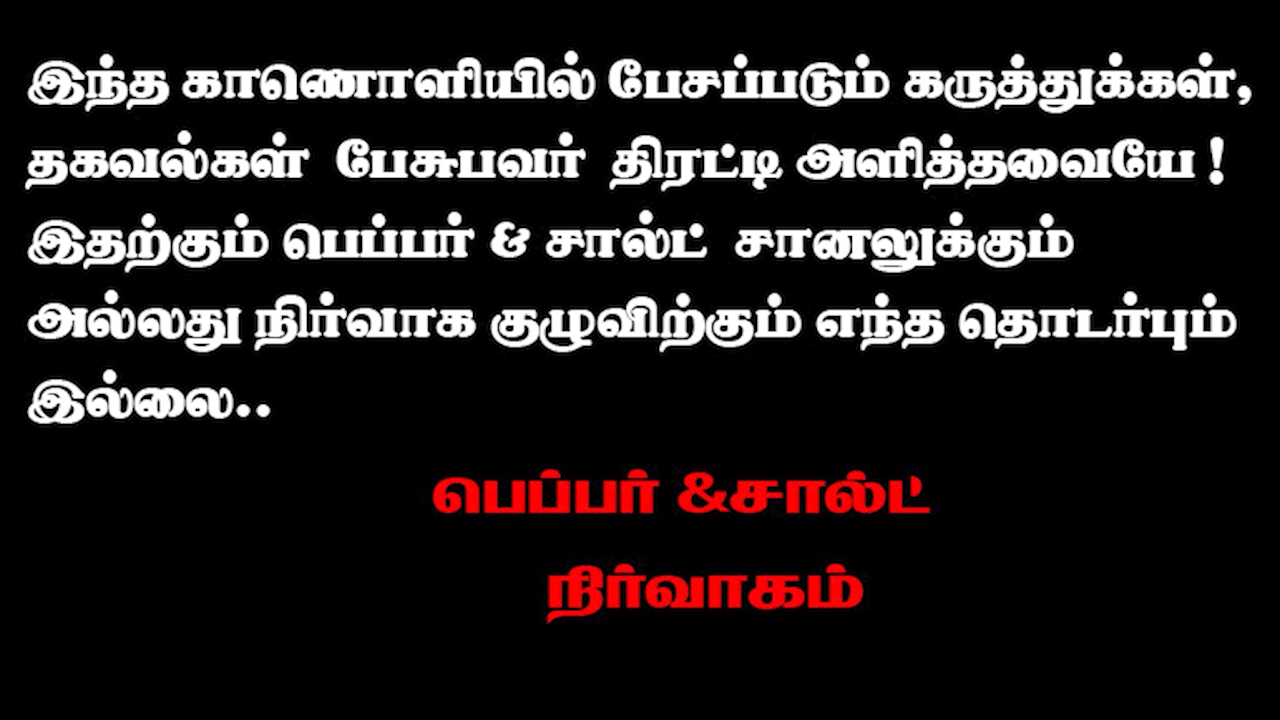 இந்த காணொளியில் பேசப்படும் கருத்துக்கள்,
தகவல்கள் பேசுபவர் திரட்டி அளித்தவையே !
இதற்கும் பெப்பர் & சால்ட் சானலுக்கும்
அல்லது நிர்வாக குழுவிற்கும் எந்த தொடர்பும்
இல்லை..
பெப்பர் &சால்ட்
நிர்வாகம்